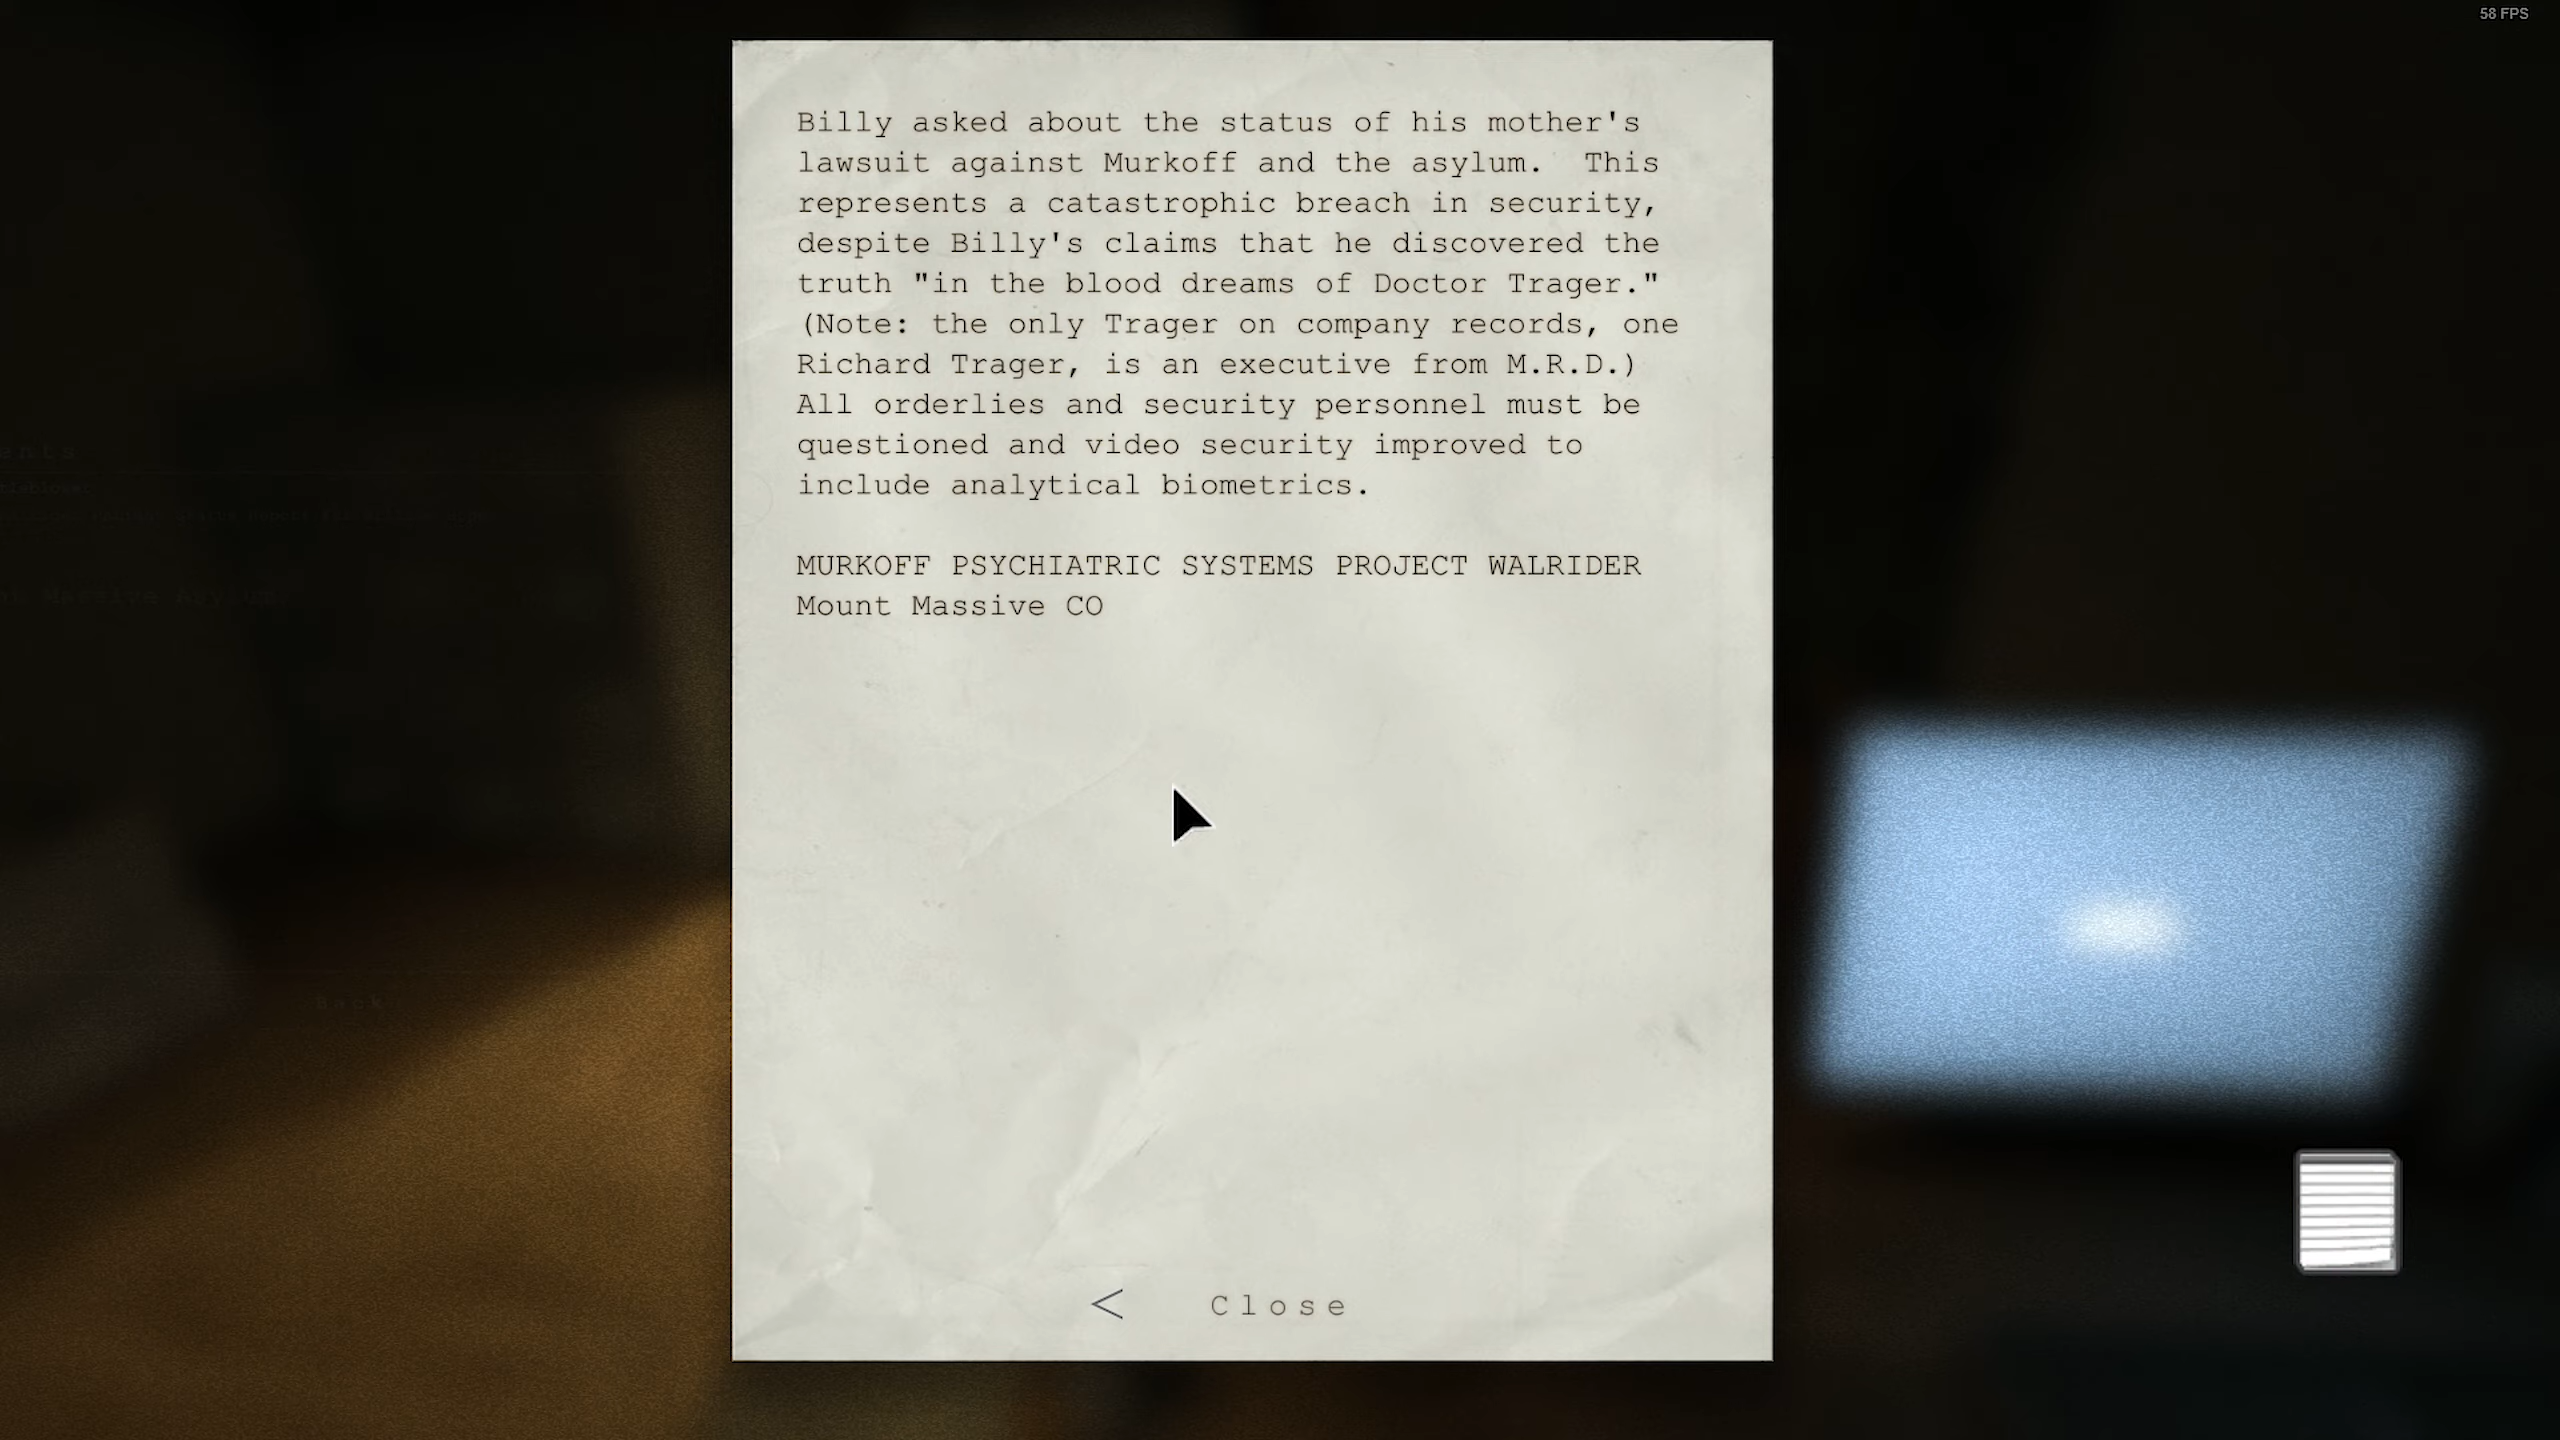 58 FPS
Billy asked about the status of his mother's
lawsuit against Murkoff and the asylum.  This
represents a catastrophic breach in security,
despite Billy's claims that he discovered the
truth "in the blood dreams of Doctor Trager."
(Note: the only Trager on company records, one
Richard Trager, is an executive from M.R.D.)
All orderlies and security personnel must be
questioned and video security improved to
include analytical biometrics.
MURKOFF PSYCHIATRIC SYSTEMS PROJECT WALRIDER
Mount Massive CO
Massive Asylum
Back
< Close